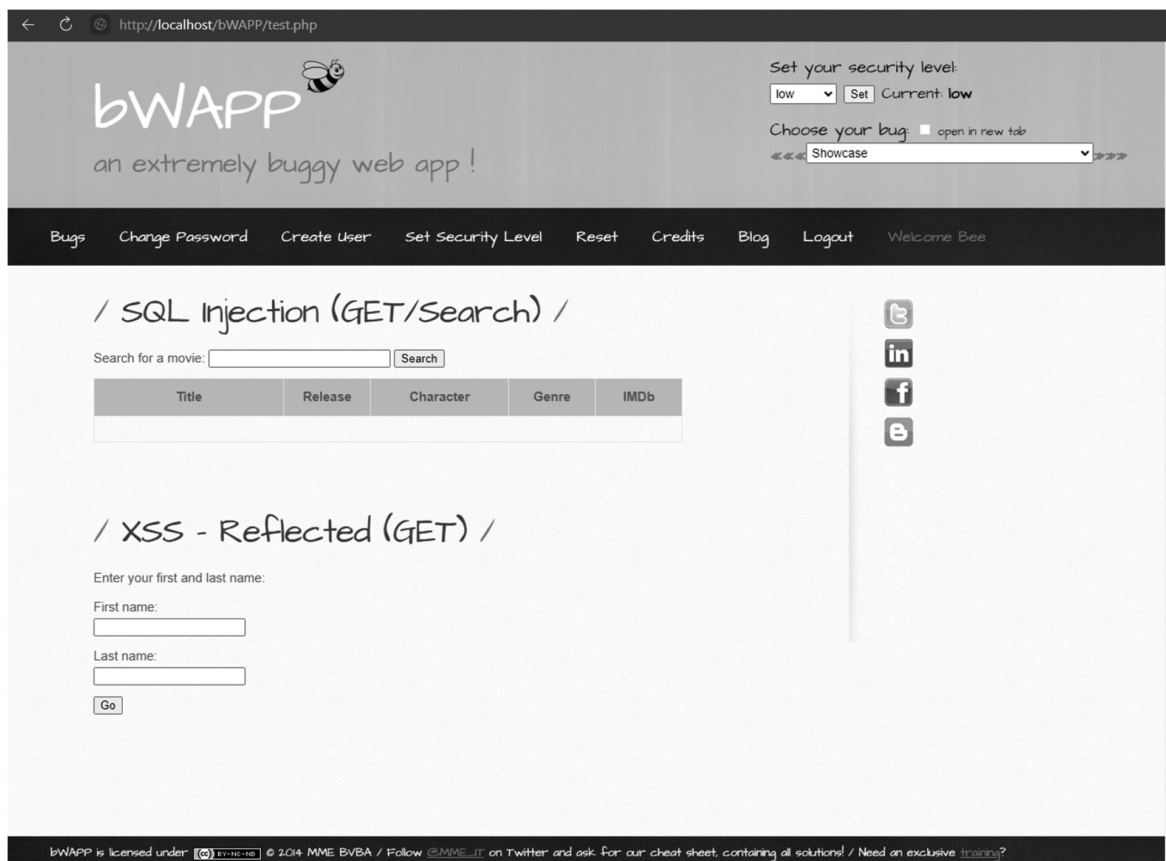 http://localhost/bWAPP/test.php
bWAPP
an extremely buggy web app !
Set your security level:
low Set Current: low
Choose your bug: open in new tab
Showcase
Bugs Change Password Create User Set Security Level Reset Credits Blog Logout Welcome Bee
/ SQL Injection (GET/Search) /
Search for a movie: Search
Title Release Character Genre IMDb
/ XSS - Reflected (GET) /
Enter your first and last name:
First name:
Last name:
Go
bWAPP is licensed under (cc) BY-NC-ND © 2014 MME BVBA / Follow @MME_IT on Twitter and ask for our cheat sheet, containing all solutions! / Need an exclusive training?